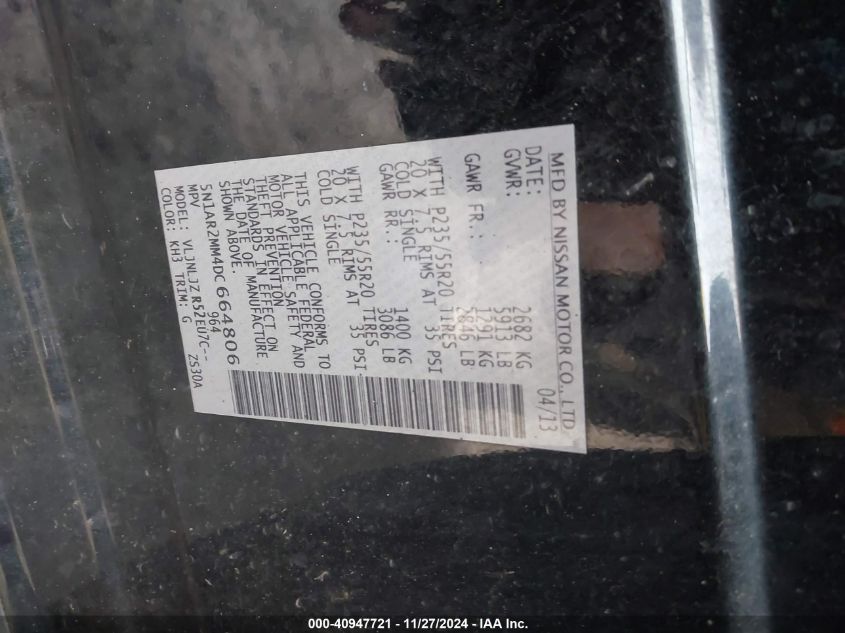 MFD BY NISSAN MOTOR CO., LTD
DATE: 04/13
GVWR: 2682 KG
5913 LB
GAWR FR.: 1291 KG
2846 LB
WITH P235/55R20 TIRES
20 X 7.5 RIMS AT 35 PSI
COLD SINGLE
GAWR RR.: 1400 KG
3086 LB
WITH P235/55R20 TIRES
20 X 7.5 RIMS AT 35 PSI
COLD SINGLE
THIS VEHICLE CONFORMS TO
ALL APPLICABLE FEDERAL
MOTOR VEHICLE SAFETY AND
THEFT PREVENTION
STANDARDS IN EFFECT ON
THE DATE OF MANUFACTURE
SHOWN ABOVE.
5N1AR2MM4DC664806
MPV 964
MODEL: VLJNLJZ R52EU7C--
COLOR: KH3 TRIM: G ZS30A
000-40947721 - 11/27/2024 - IAA Inc.